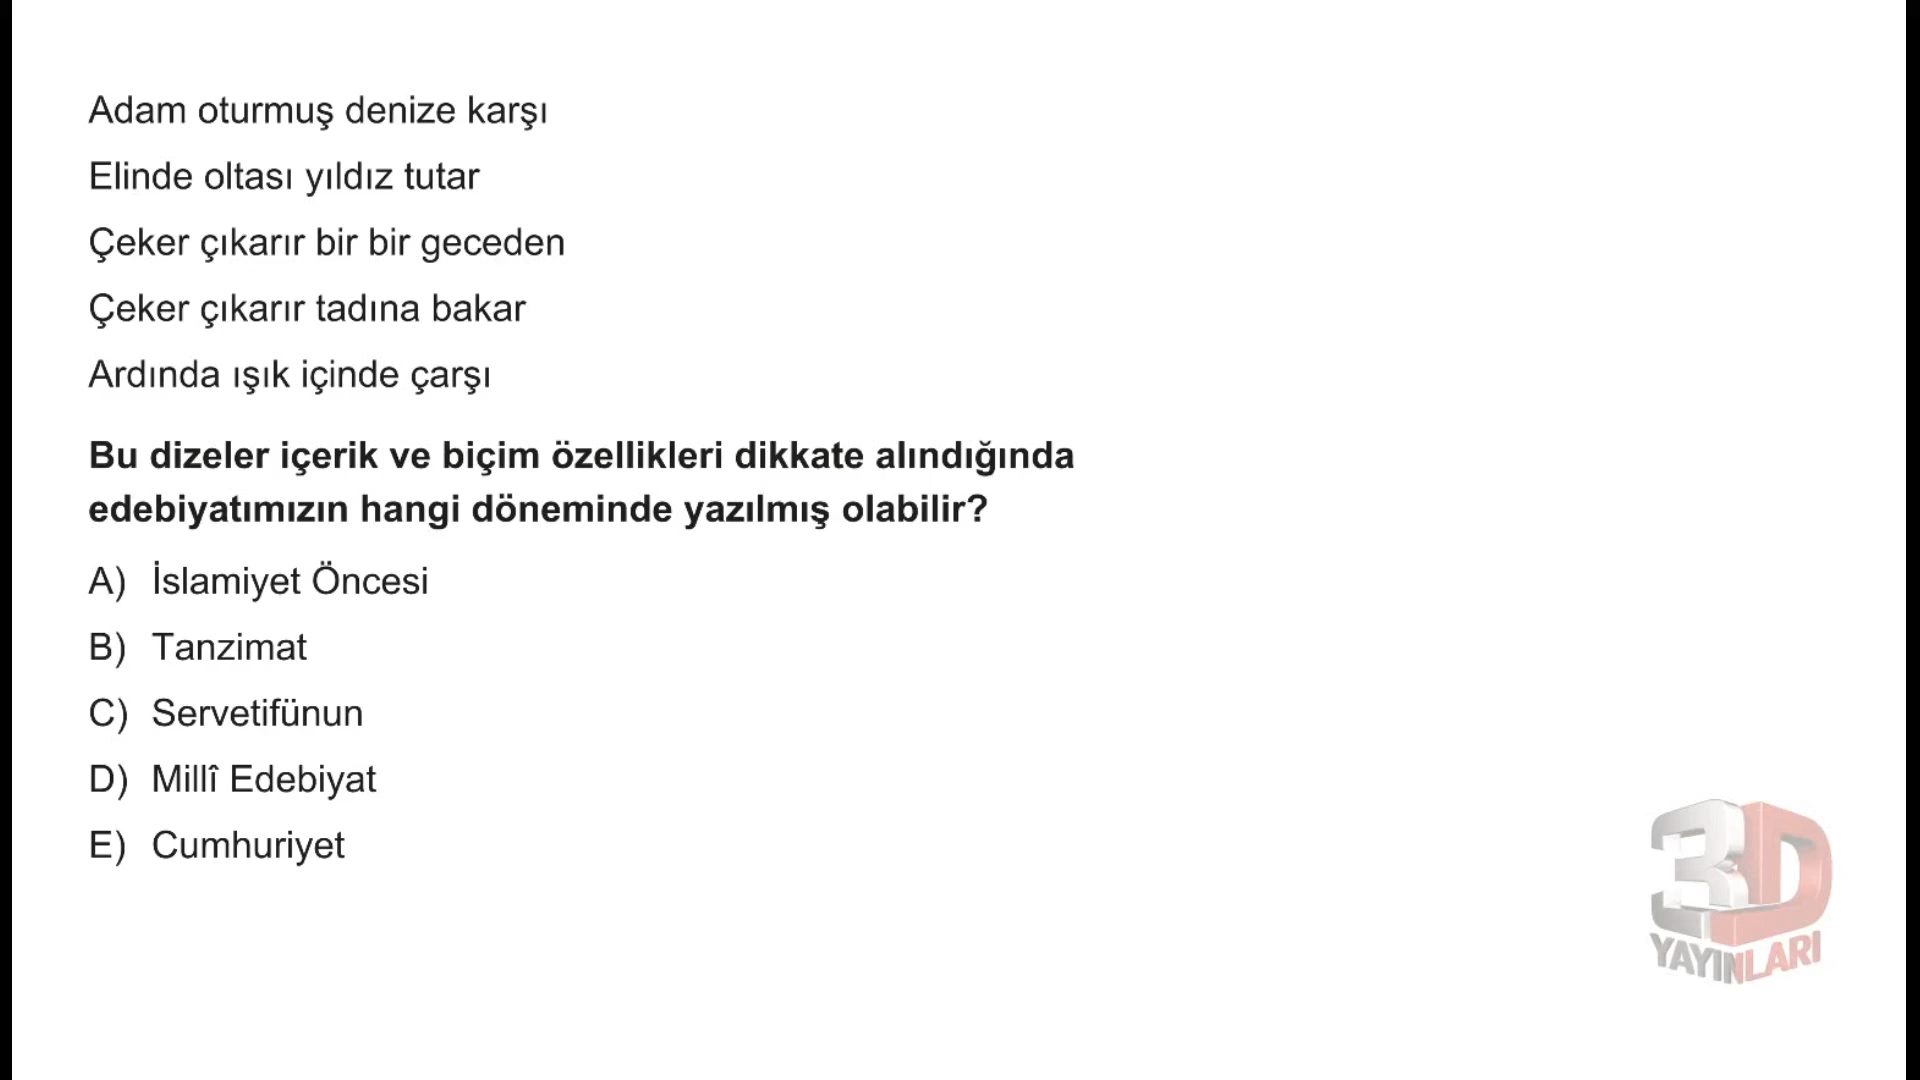 Adam oturmuş denize karşı
Elinde oltası yıldız tutar
Çeker çıkarır bir bir geceden
Çeker çıkarır tadına bakar
Ardında ışık içinde çarşı
Bu dizeler içerik ve biçim özellikleri dikkate alındığında
edebiyatımızın hangi döneminde yazılmış olabilir?
A) İslamiyet Öncesi
B) Tanzimat
C) Servetifünun
D) Millî Edebiyat
E) Cumhuriyet
3D
YAYINLARI